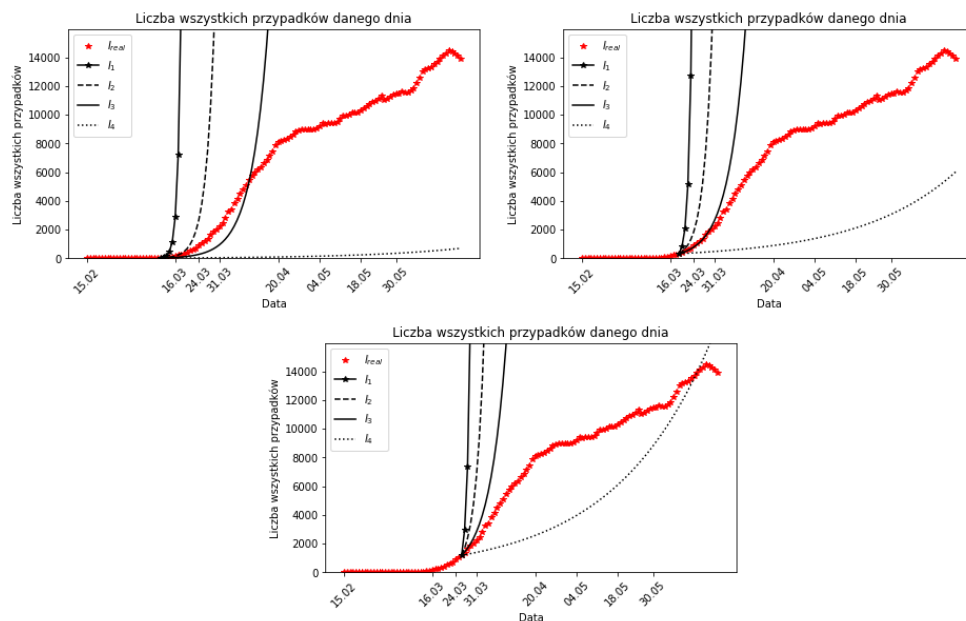 Liczba wszystkich przypadków danego dnia
Liczba wszystkich przypadków
14000
12000
10000
8000
6000
4000
2000
0
I_real
I_1
I_2
I_3
I_4
15.02
16.03
24.03
31.03
20.04
04.05
18.05
30.05
Data
Liczba wszystkich przypadków danego dnia
Liczba wszystkich przypadków
14000
12000
10000
8000
6000
4000
2000
0
I_real
I_1
I_2
I_3
I_4
15.02
16.03
24.03
31.03
20.04
04.05
18.05
30.05
Data
Liczba wszystkich przypadków danego dnia
Liczba wszystkich przypadków
14000
12000
10000
8000
6000
4000
2000
0
I_real
I_1
I_2
I_3
I_4
15.02
16.03
24.03
31.03
20.04
04.05
18.05
30.05
Data